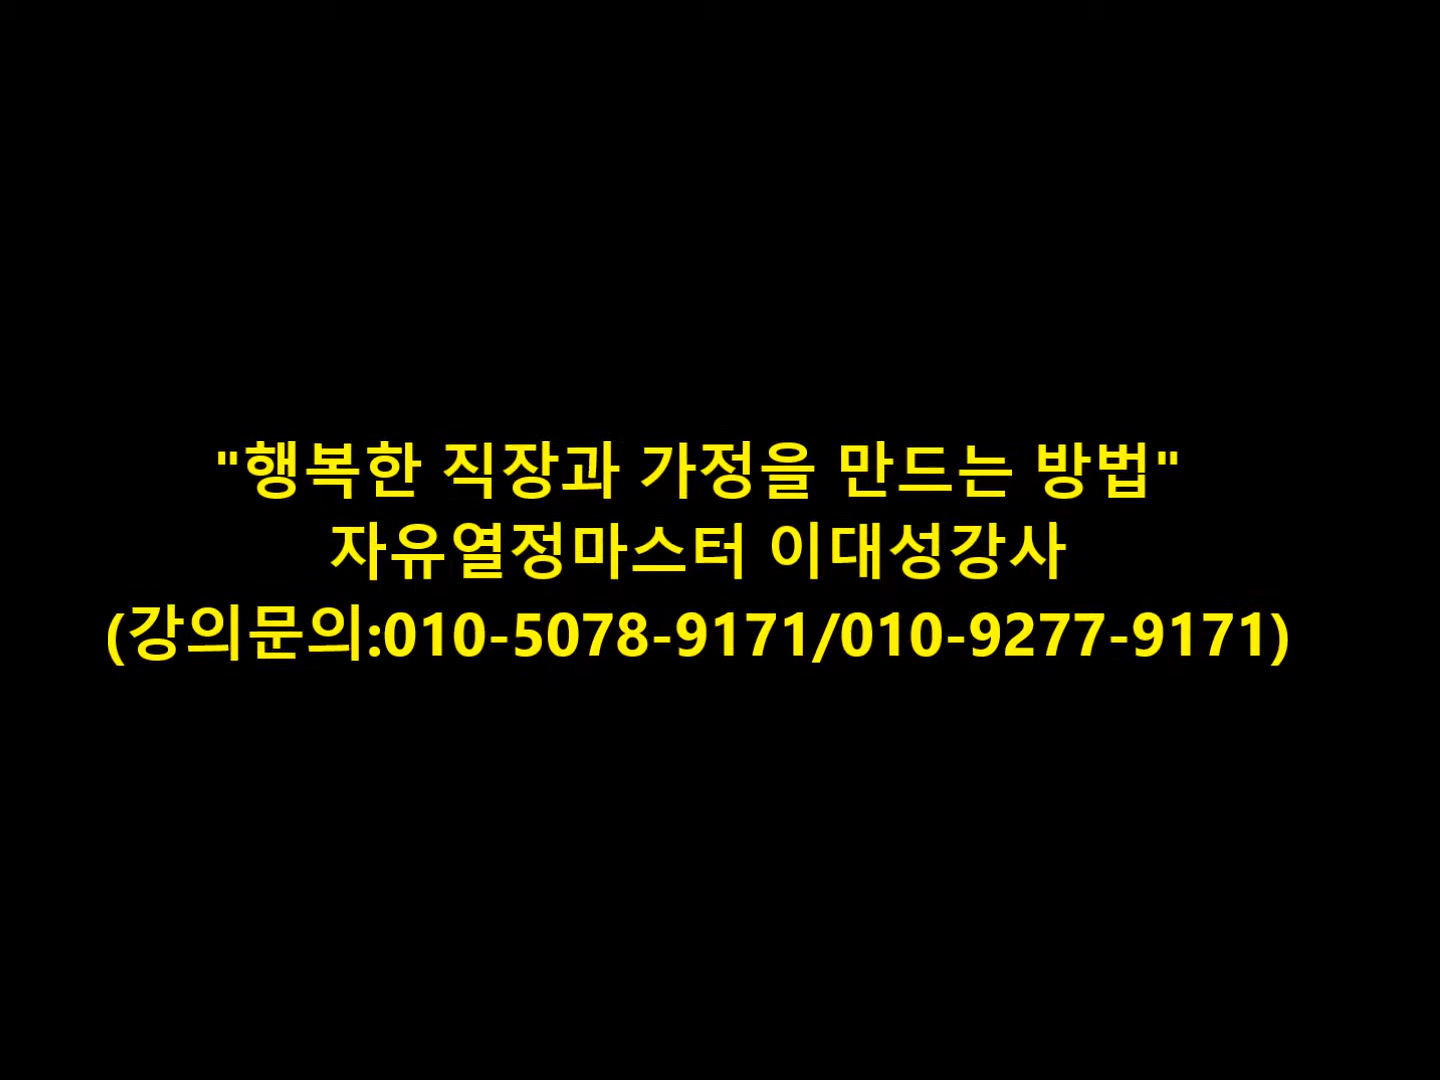 "행복한 직장과 가정을 만드는 방법"
자유열정마스터 이대성강사
(강의문의:010-5078-9171/010-9277-9171)